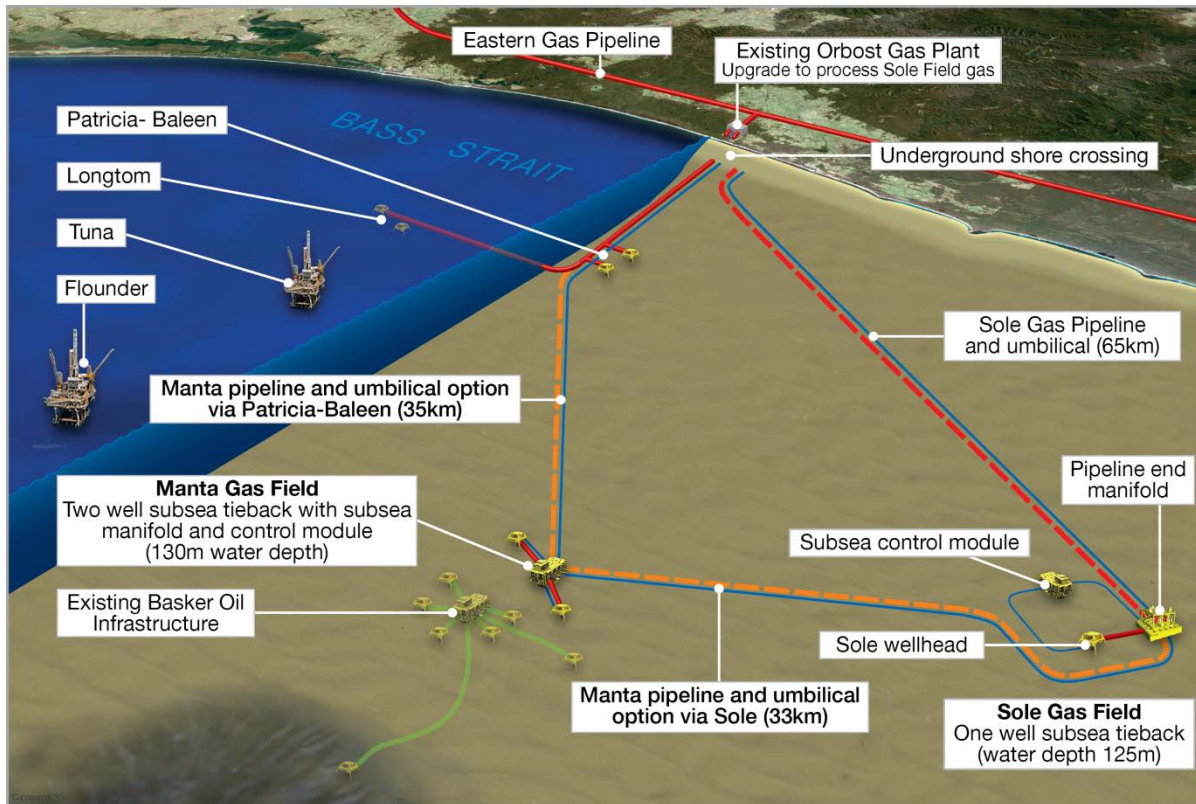 Eastern Gas Pipeline
Existing Orbost Gas Plant
Upgrade to process Sole Field gas
Patricia- Baleen
BASS STRAIT
Underground shore crossing
Longtom
Tuna
Flounder
Sole Gas Pipeline
and umbilical (65km)
Manta pipeline and umbilical option
via Patricia-Baleen (35km)
Manta Gas Field
Two well subsea tieback with subsea
manifold and control module
(130m water depth)
Pipeline end
manifold
Subsea control module
Existing Basker Oil
Infrastructure
Sole wellhead
Manta pipeline and umbilical
option via Sole (33km)
Sole Gas Field
One well subsea tieback
(water depth 125m)